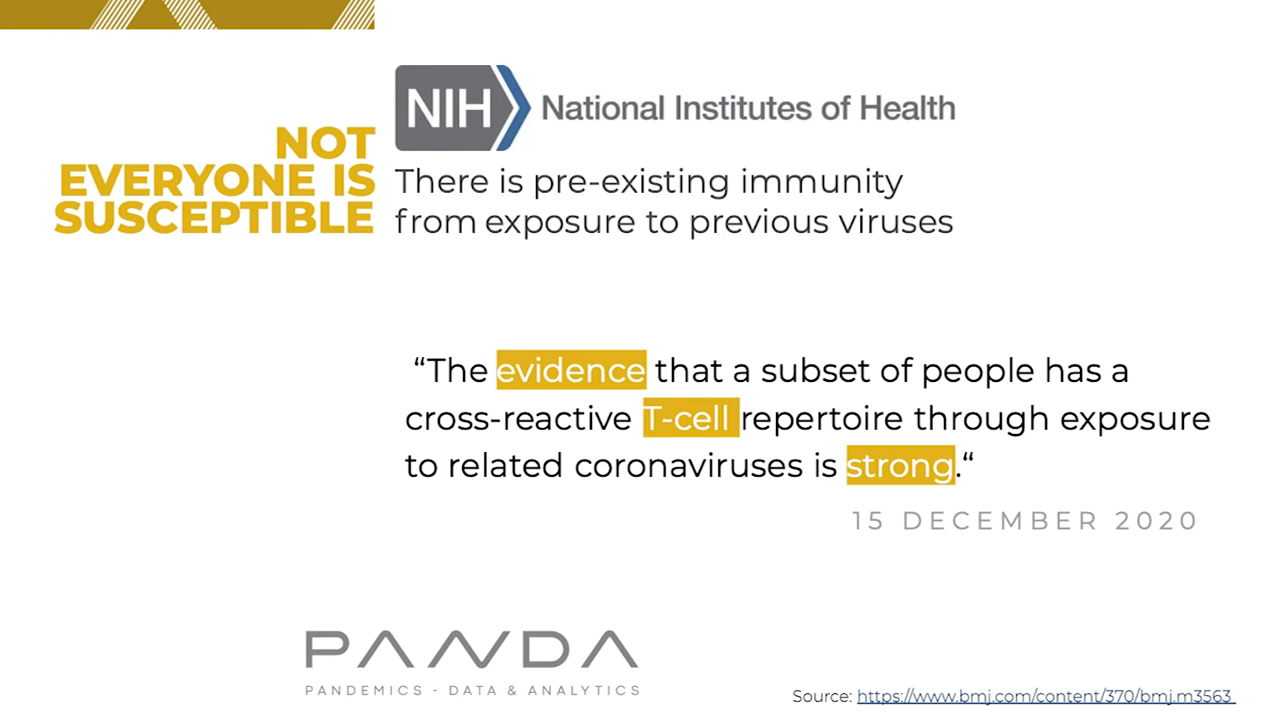 NOT
EVERYONE IS
SUSCEPTIBLE
NIH National Institutes of Health
There is pre-existing immunity
from exposure to previous viruses
“The evidence that a subset of people has a
cross-reactive T-cell repertoire through exposure
to related coronaviruses is strong.“
15 DECEMBER 2020
PANDA
PANDEMICS - DATA & ANALYTICS
Source: https://www.bmj.com/content/370/bmj.m3563